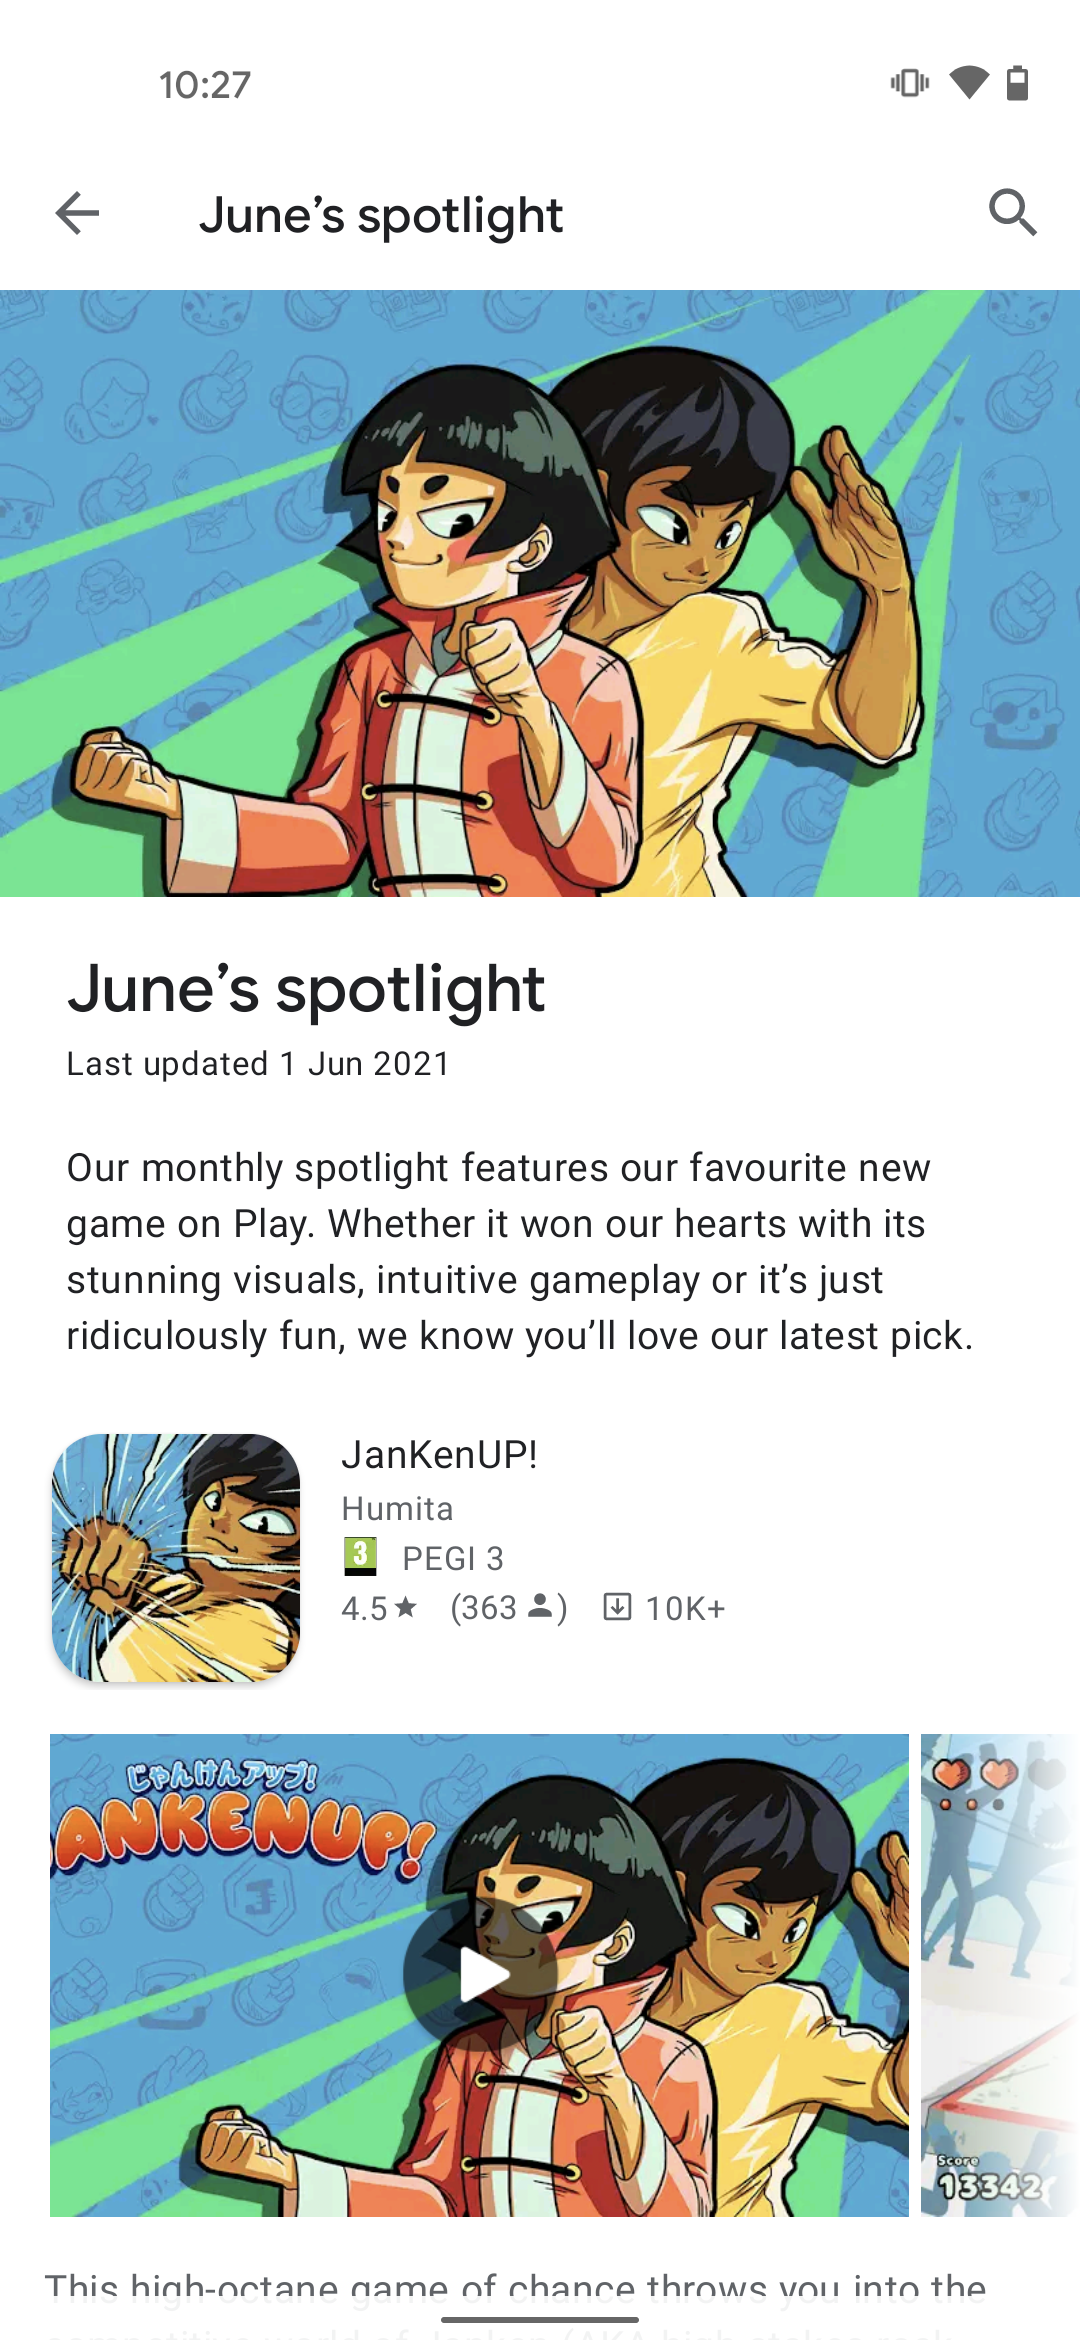 10:27
June’s spotlight
June’s spotlight
Last updated 1 Jun 2021
Our monthly spotlight features our favourite new
game on Play. Whether it won our hearts with its
stunning visuals, intuitive gameplay or it’s just
ridiculously fun, we know you’ll love our latest pick.
JanKenUP!
Humita
3 PEGI 3
4.5★ (363) 10K+
じゃんけんアップ!
ANKENUP!
Score
13342
This high-octane game of chance throws you into the